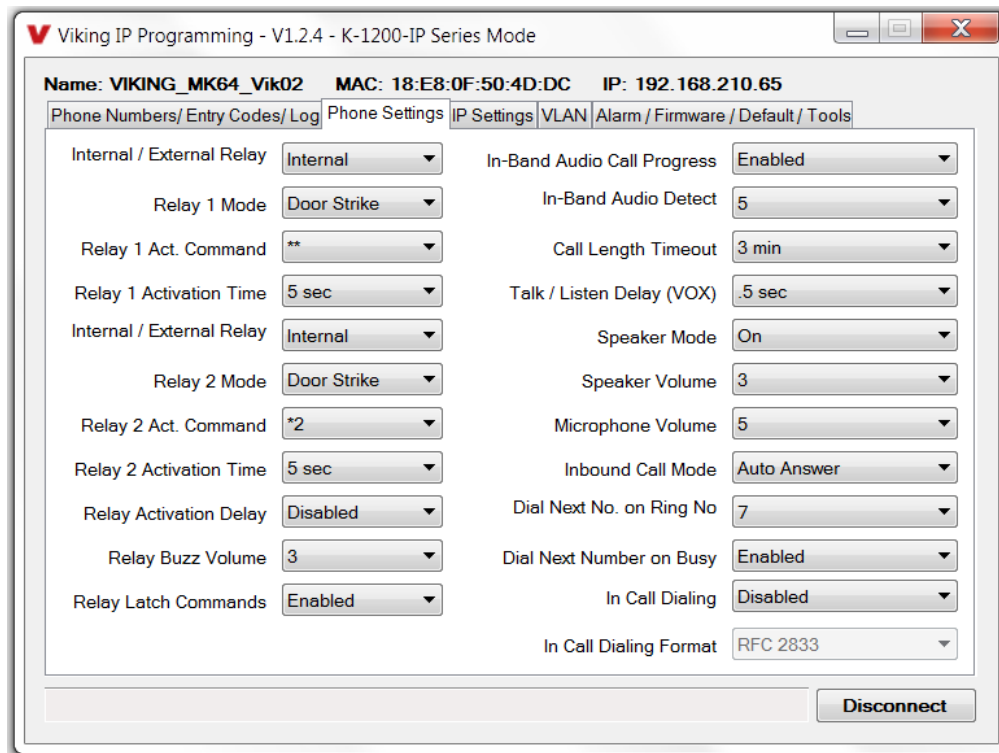 Viking IP Programming - V1.2.4 - K-1200-IP Series Mode
Name: VIKING_MK64_Vik02 MAC: 18:E8:0F:50:4D:DC IP: 192.168.210.65
Phone Numbers/ Entry Codes/ Log Phone Settings IP Settings VLAN Alarm / Firmware / Default / Tools
Internal / External Relay Internal
Relay 1 Mode Door Strike
Relay 1 Act. Command **
Relay 1 Activation Time 5 sec
Internal / External Relay Internal
Relay 2 Mode Door Strike
Relay 2 Act. Command *2
Relay 2 Activation Time 5 sec
Relay Activation Delay Disabled
Relay Buzz Volume 3
Relay Latch Commands Enabled
In-Band Audio Call Progress Enabled
In-Band Audio Detect 5
Call Length Timeout 3 min
Talk / Listen Delay (VOX) .5 sec
Speaker Mode On
Speaker Volume 3
Microphone Volume 5
Inbound Call Mode Auto Answer
Dial Next No. on Ring No 7
Dial Next Number on Busy Enabled
In Call Dialing Disabled
In Call Dialing Format RFC 2833
Disconnect